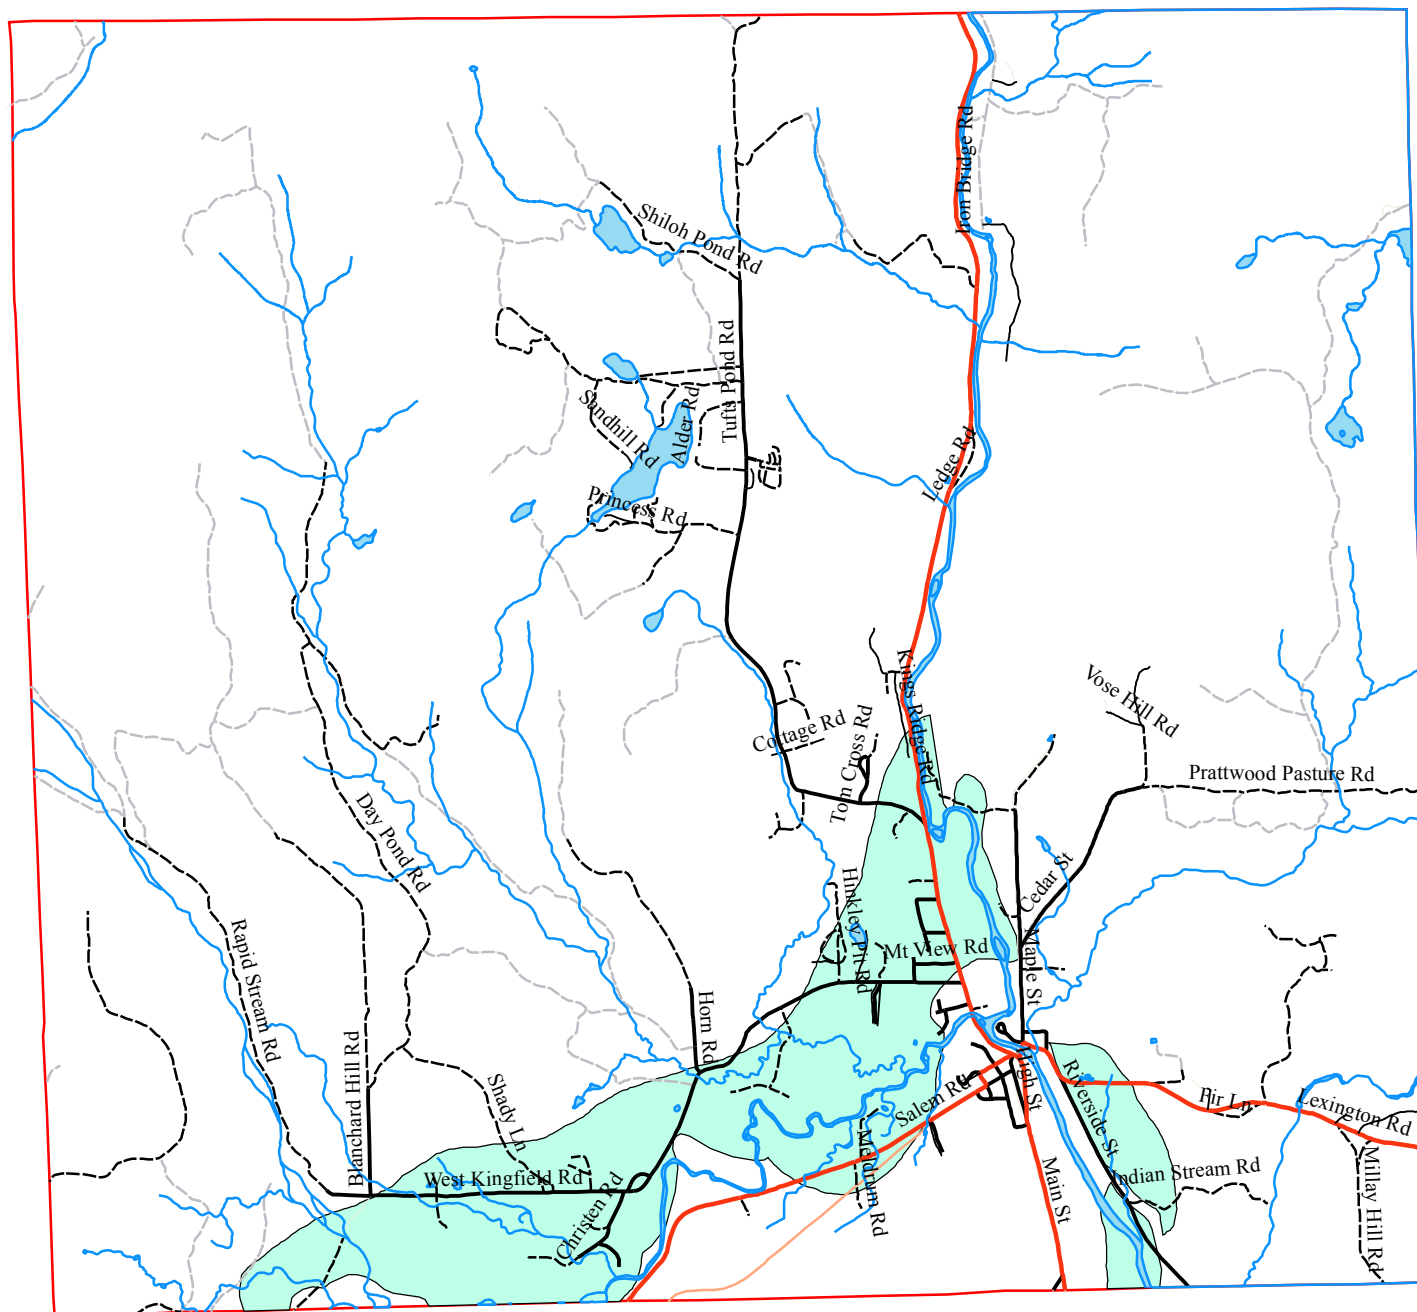 Iron Bridge Rd
Shiloh Pond Rd
Tufts Pond Rd
Alder Rd
Sandhill Rd
Ledge Rd
Princess Rd
Kings Ridge Rd
Vose Hill Rd
Cottage Rd
Tom Cross Rd
Prattwood Pasture Rd
Day Pond Rd
Cedar St
Hinkley Pit Rd
Rapid Stream Rd
Mt View Rd
Maple St
Horn Rd
Blanchard Hill Rd
Shady Ln
High St
Riverside St
Salem Rd
Fir Ln
Lexington Rd
Meldrum Rd
West Kingfield Rd
Indian Stream Rd
Main St
Millay Hill Rd
Christen Rd